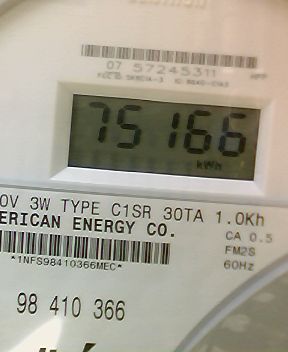 07 57245311
75166
kWh
0V 3W TYPE C1SR 30TA 1.0Kh
ERICAN ENERGY CO.
CA 0.5
FM2S
60Hz
*1NFS98410366MEC*
98 410 366